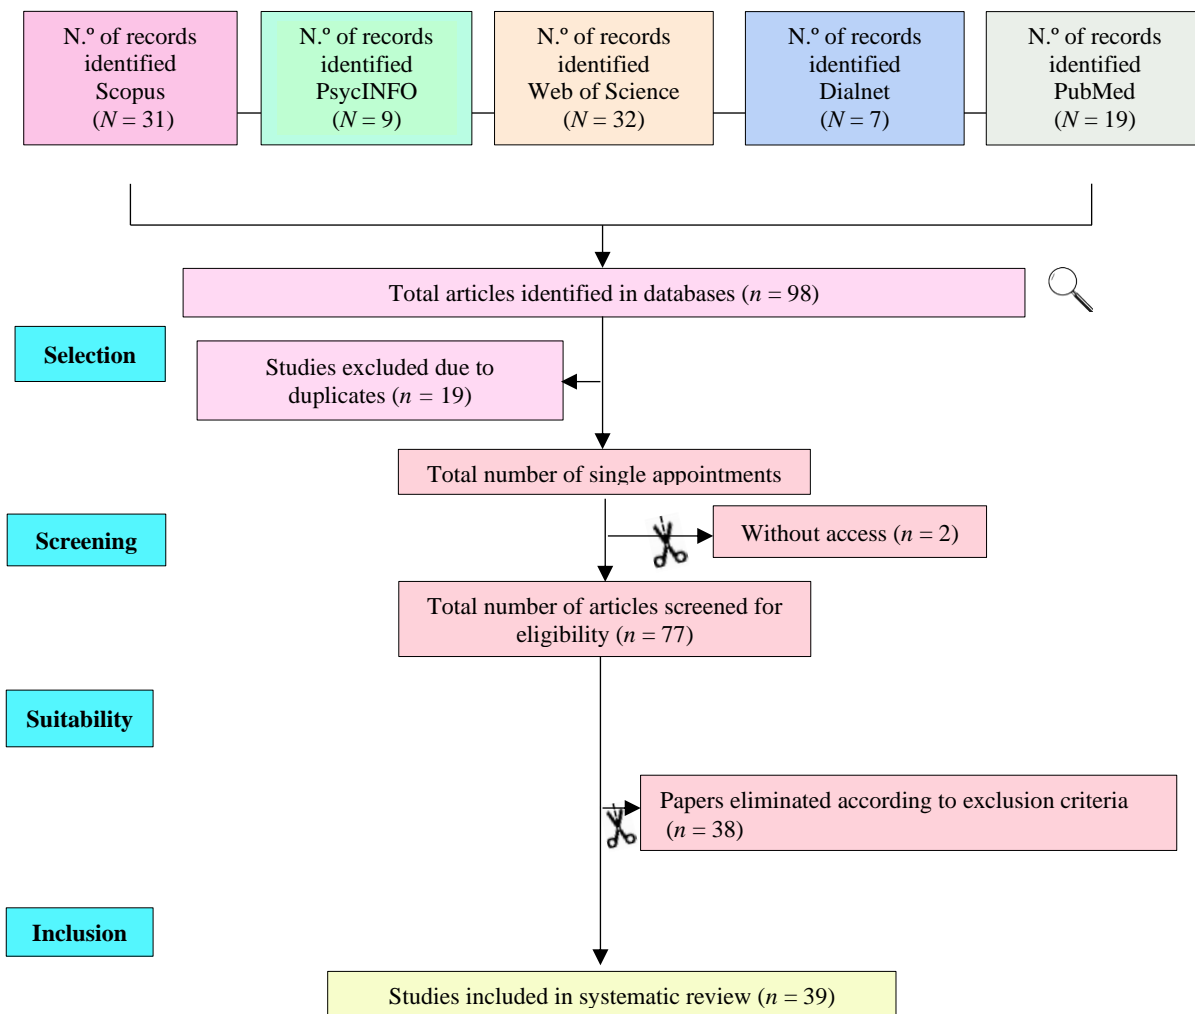 N.º of records
identified
Scopus
(N = 31)
N.º of records
identified
PsycINFO
(N = 9)
N.º of records
identified
Web of Science
(N = 32)
N.º of records
identified
Dialnet
(N = 7)
N.º of records
identified
PubMed
(N = 19)
Total articles identified in databases (n = 98)
Selection
Studies excluded due to
duplicates (n = 19)
Total number of single appointments
Screening
Without access (n = 2)
Total number of articles screened for
eligibility (n = 77)
Suitability
Papers eliminated according to exclusion criteria
(n = 38)
Inclusion
Studies included in systematic review (n = 39)